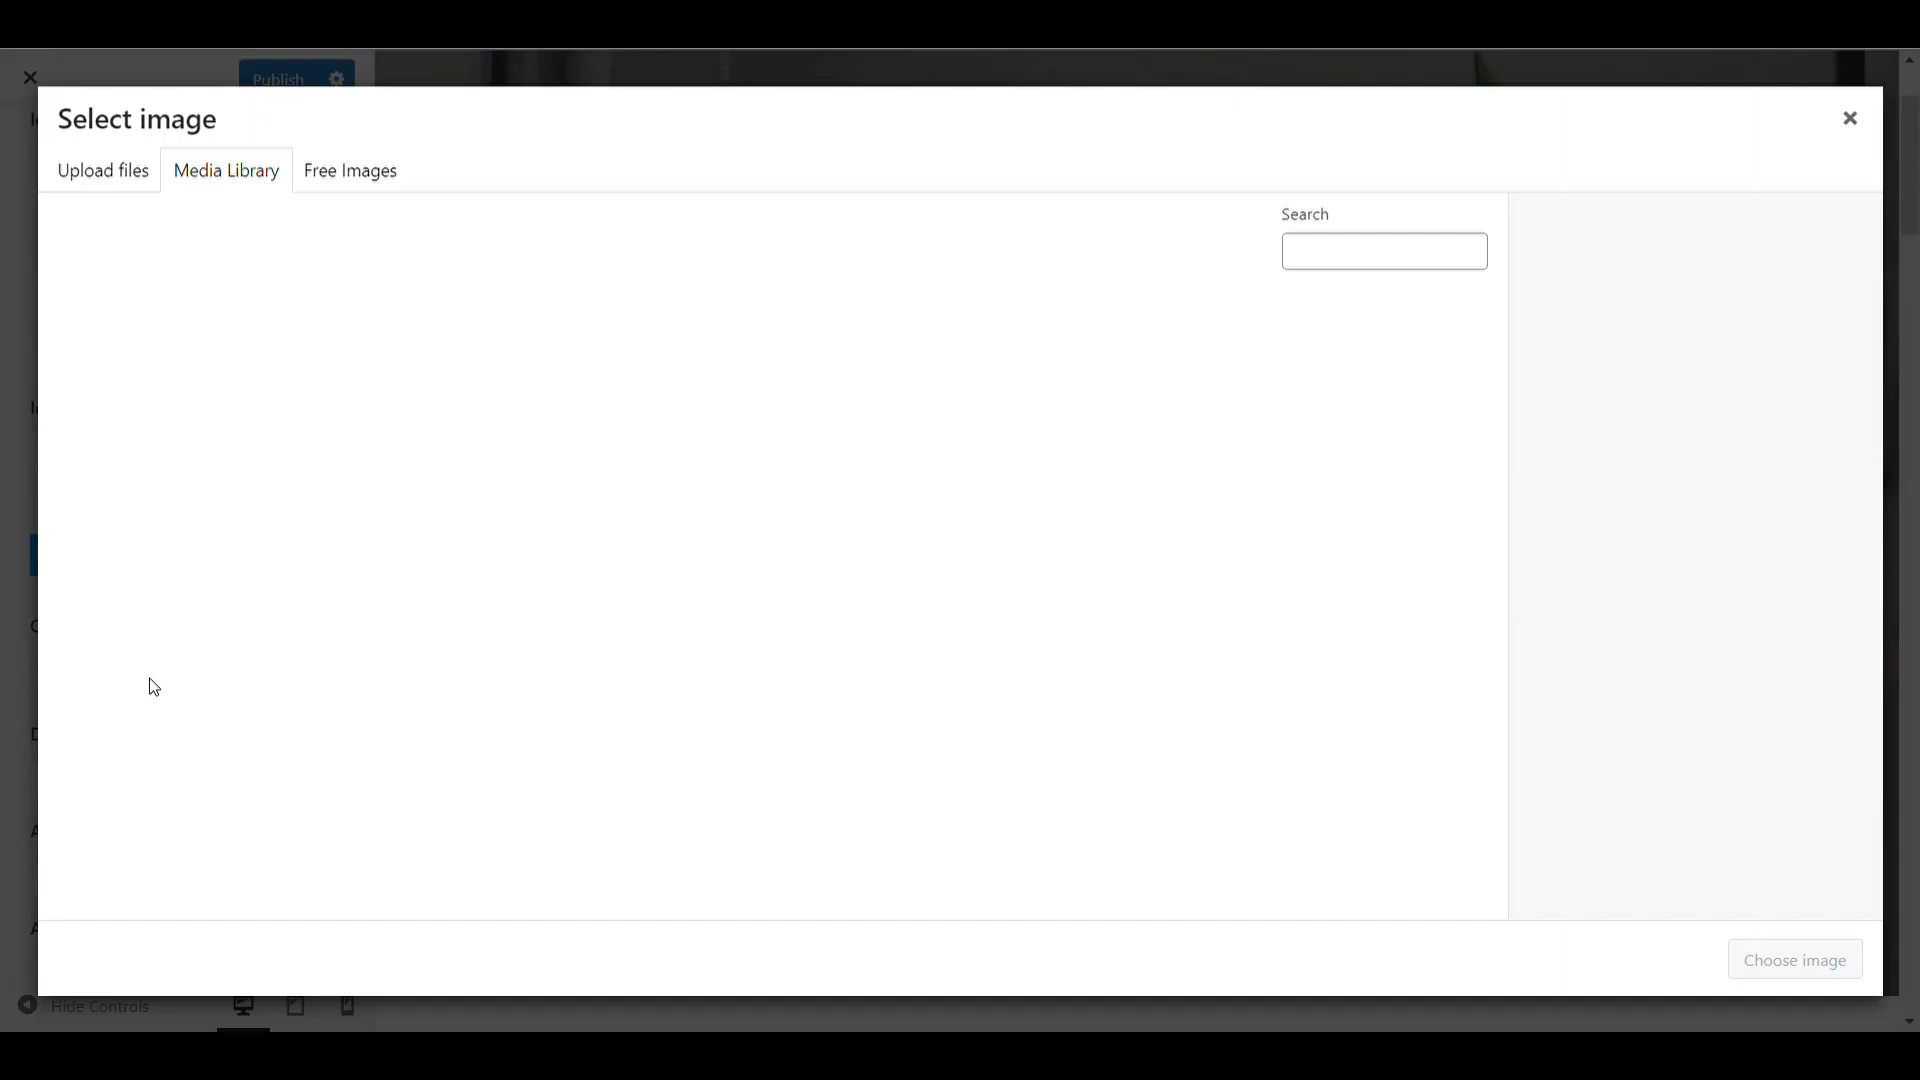 Publish
Select image
Upload files
Media Library
Free Images
Search
Choose image
Hide Controls